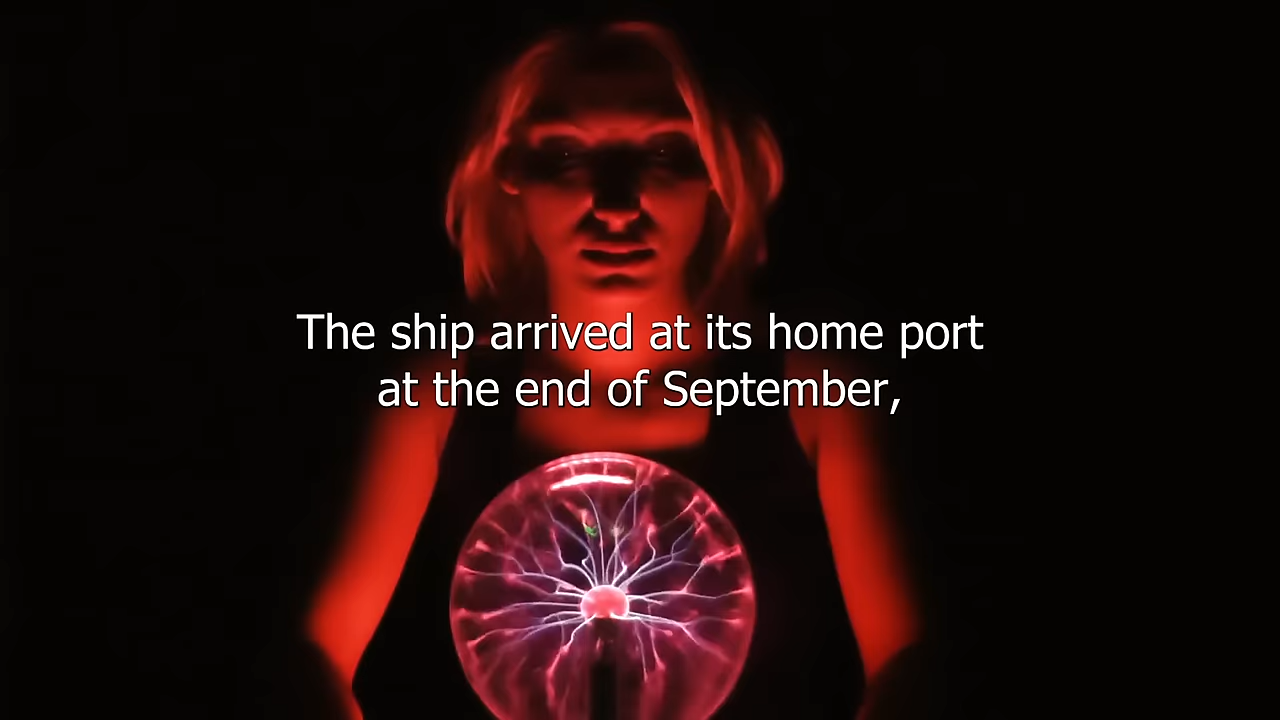 The ship arrived at its home port
at the end of September,